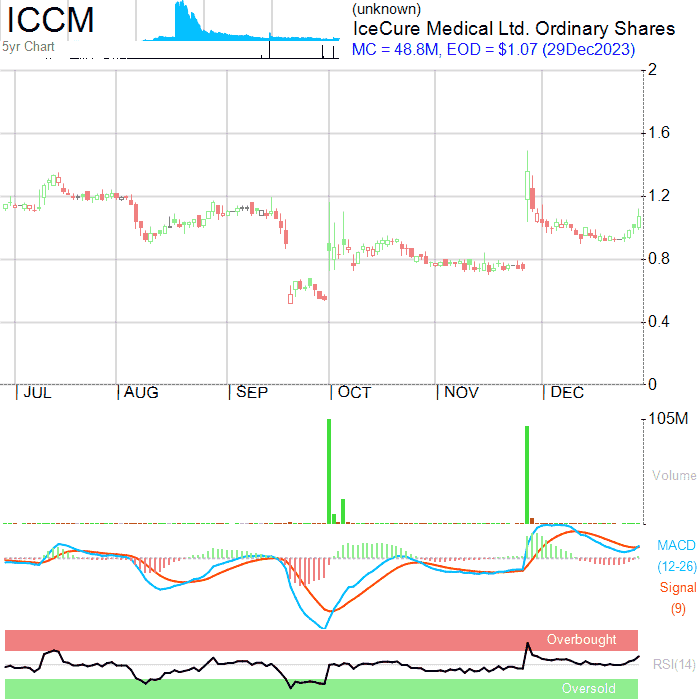 ICCM
5yr Chart
(unknown)
IceCure Medical Ltd. Ordinary Shares
MC = 48.8M, EOD = $1.07 (29Dec2023)
2
1.6
1.2
0.8
0.4
0
JUL AUG SEP OCT NOV DEC
105M
Volume
MACD
(12-26)
Signal
(9)
Overbought
RSI(14)
Oversold